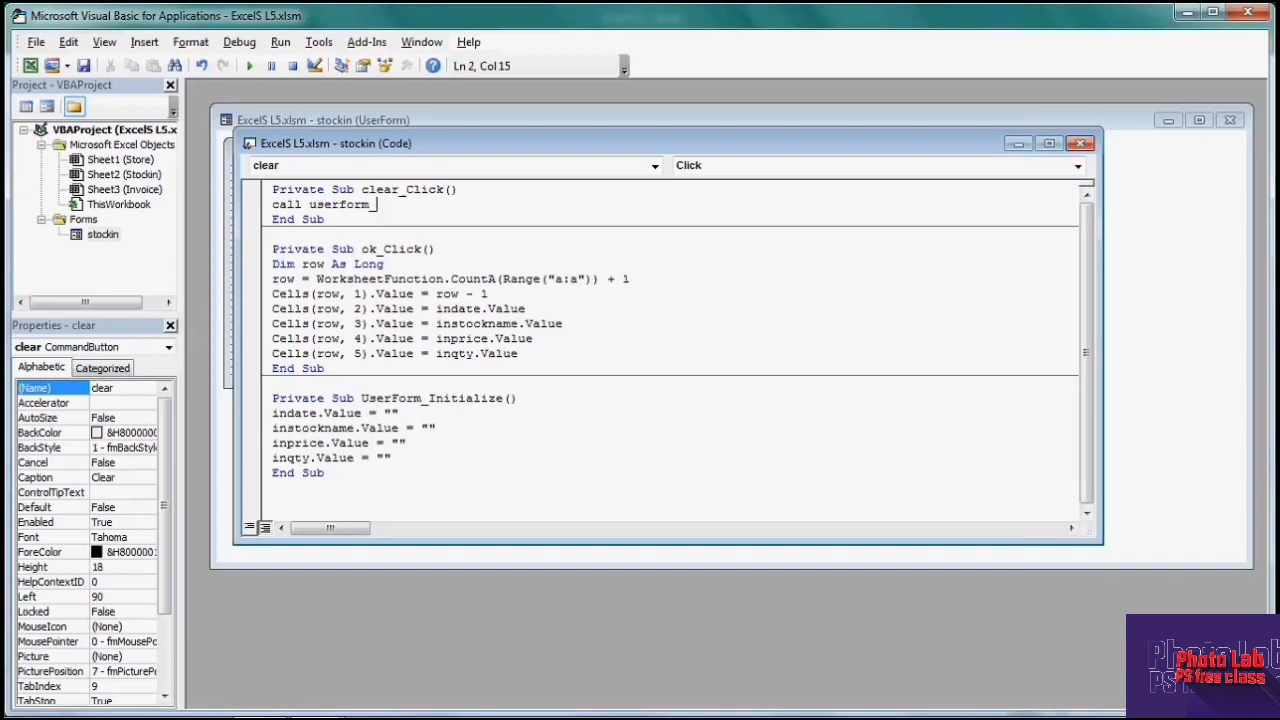 Microsoft Visual Basic for Applications - ExcelS L5.xlsm
File Edit View Insert Format Debug Run Tools Add-Ins Window Help
Ln 2, Col 15
Project - VBAProject
VBAProject (ExcelS L5.x
Microsoft Excel Objects
Sheet1 (Store)
Sheet2 (Stockin)
Sheet3 (Invoice)
ThisWorkbook
Forms
stockin
Properties - clear
clear CommandButton
Alphabetic Categorized
(Name) clear
Accelerator
AutoSize False
BackColor &H8000000
BackStyle 1 - fmBackStyl
Cancel False
Caption Clear
ControlTipText
Default False
Enabled True
Font Tahoma
ForeColor &H8000001
Height 18
HelpContextID 0
Left 90
Locked False
MouseIcon (None)
MousePointer 0 - fmMousePo
Picture (None)
PicturePosition 7 - fmPicturePo
TabIndex 9
TabStop True
ExcelS L5.xlsm - stockin (UserForm)
ExcelS L5.xlsm - stockin (Code)
clear Click
Private Sub clear_Click()
call userform_
End Sub
Private Sub ok_Click()
Dim row As Long
row = WorksheetFunction.CountA(Range("a:a")) + 1
Cells(row, 1).Value = row - 1
Cells(row, 2).Value = indate.Value
Cells(row, 3).Value = instockname.Value
Cells(row, 4).Value = inprice.Value
Cells(row, 5).Value = inqty.Value
End Sub
Private Sub UserForm_Initialize()
indate.Value = ""
instockname.Value = ""
inprice.Value = ""
inqty.Value = ""
End Sub
Photo Lab
PS free class